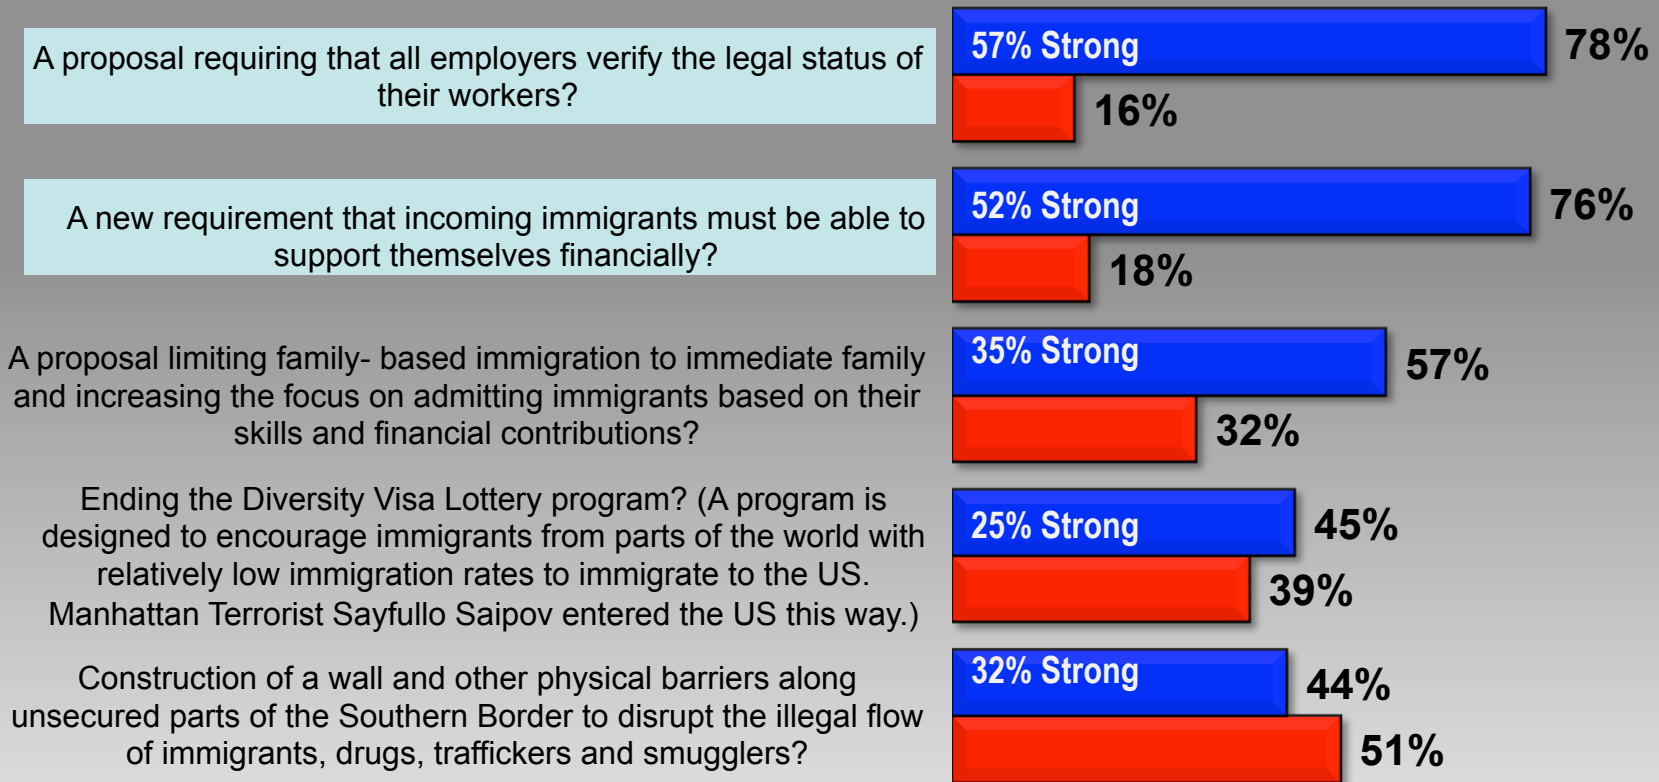 A proposal requiring that all employers verify the legal status of
their workers?
57% Strong
78%
16%
A new requirement that incoming immigrants must be able to
support themselves financially?
52% Strong
76%
18%
A proposal limiting family- based immigration to immediate family
and increasing the focus on admitting immigrants based on their
skills and financial contributions?
35% Strong
57%
32%
Ending the Diversity Visa Lottery program? (A program is
designed to encourage immigrants from parts of the world with
relatively low immigration rates to immigrate to the US.
Manhattan Terrorist Sayfullo Saipov entered the US this way.)
25% Strong
45%
39%
Construction of a wall and other physical barriers along
unsecured parts of the Southern Border to disrupt the illegal flow
of immigrants, drugs, traffickers and smugglers?
32% Strong
44%
51%